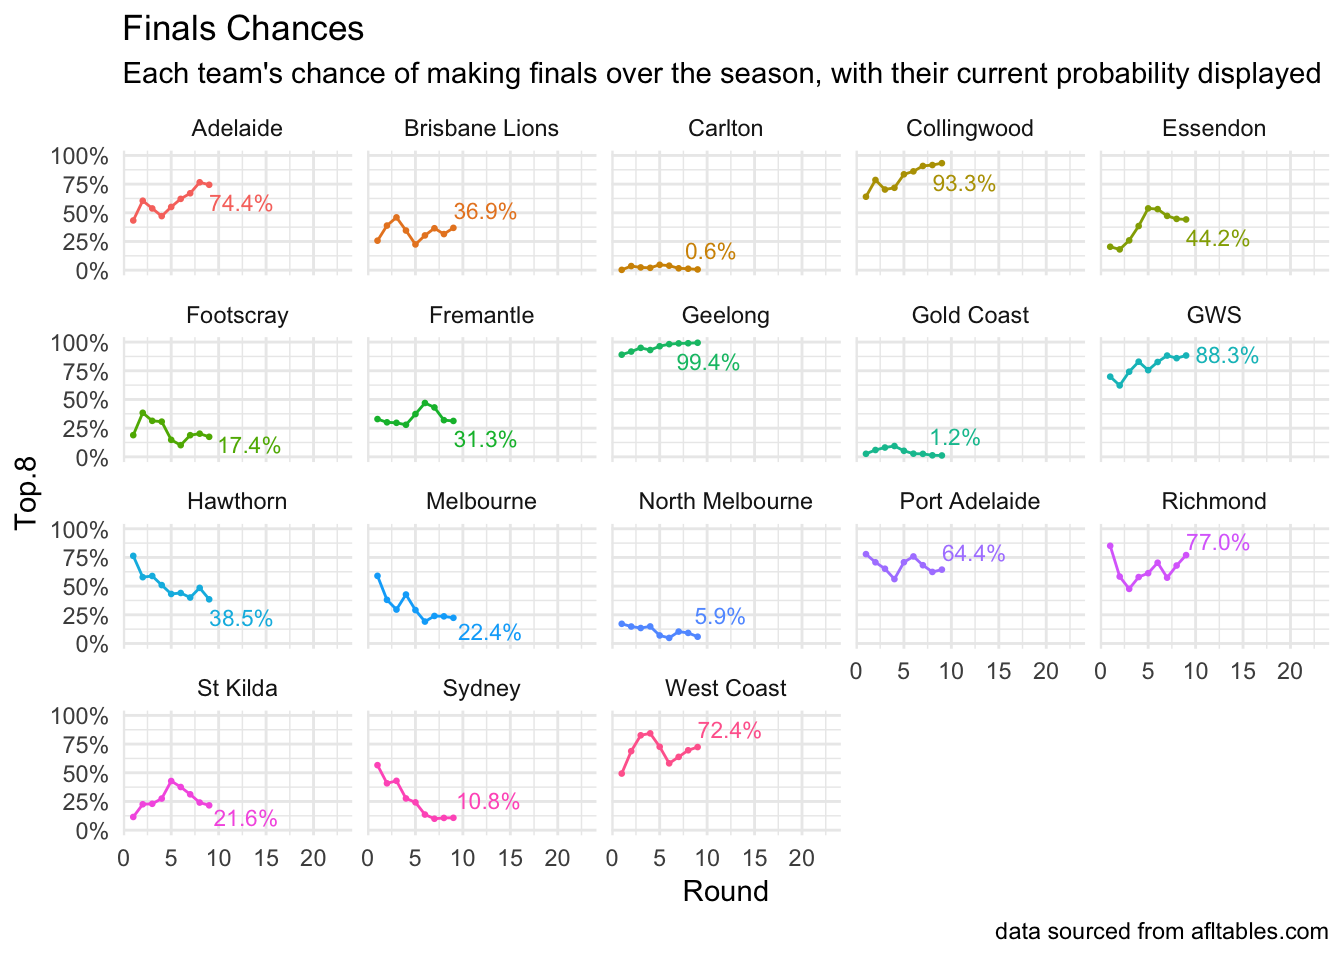 Finals Chances
Each team's chance of making finals over the season, with their current probability displayed
Adelaide Brisbane Lions Carlton Collingwood Essendon
100%
75%
50%
25%
0%
74.4% 36.9% 0.6% 93.3% 44.2%
Footscray Fremantle Geelong Gold Coast GWS
100%
75%
50%
25%
0%
17.4% 31.3% 99.4% 1.2% 88.3%
Top.8
Hawthorn Melbourne North Melbourne Port Adelaide Richmond
100%
75%
50%
25%
0%
38.5% 22.4% 5.9% 64.4% 77.0%
0 5 10 15 20 0 5 10 15 20
St Kilda Sydney West Coast
100%
75%
50%
25%
0%
21.6% 10.8% 72.4%
0 5 10 15 20 0 5 10 15 20 0 5 10 15 20
Round
data sourced from afltables.com